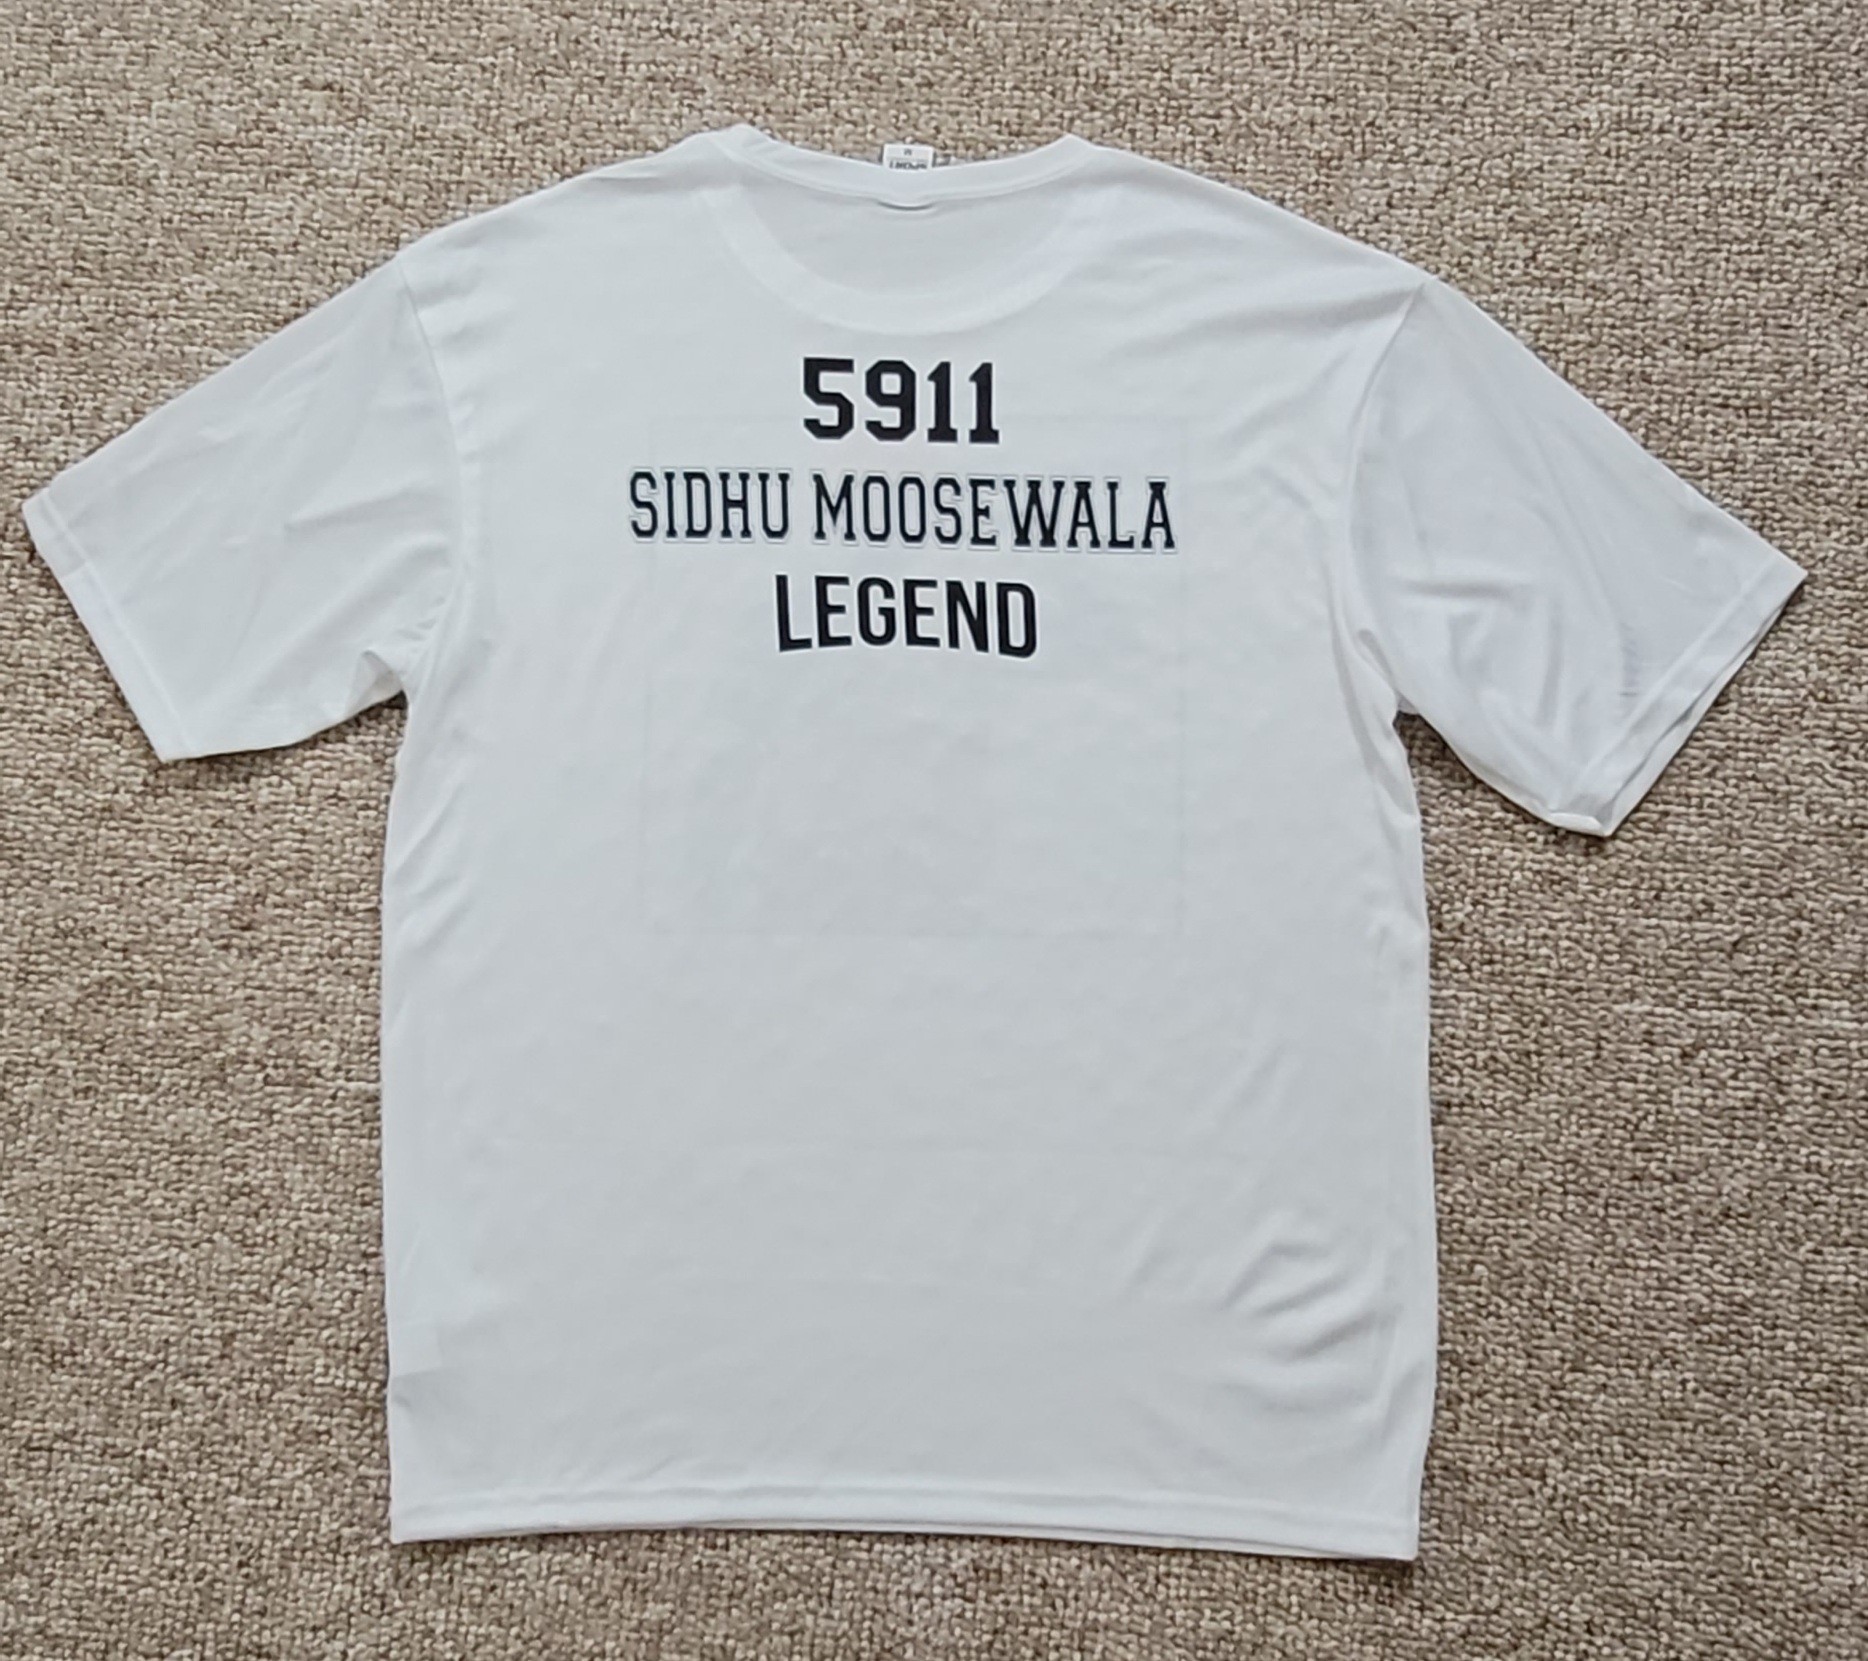 5911
SIDHU MOOSEWALA
LEGEND